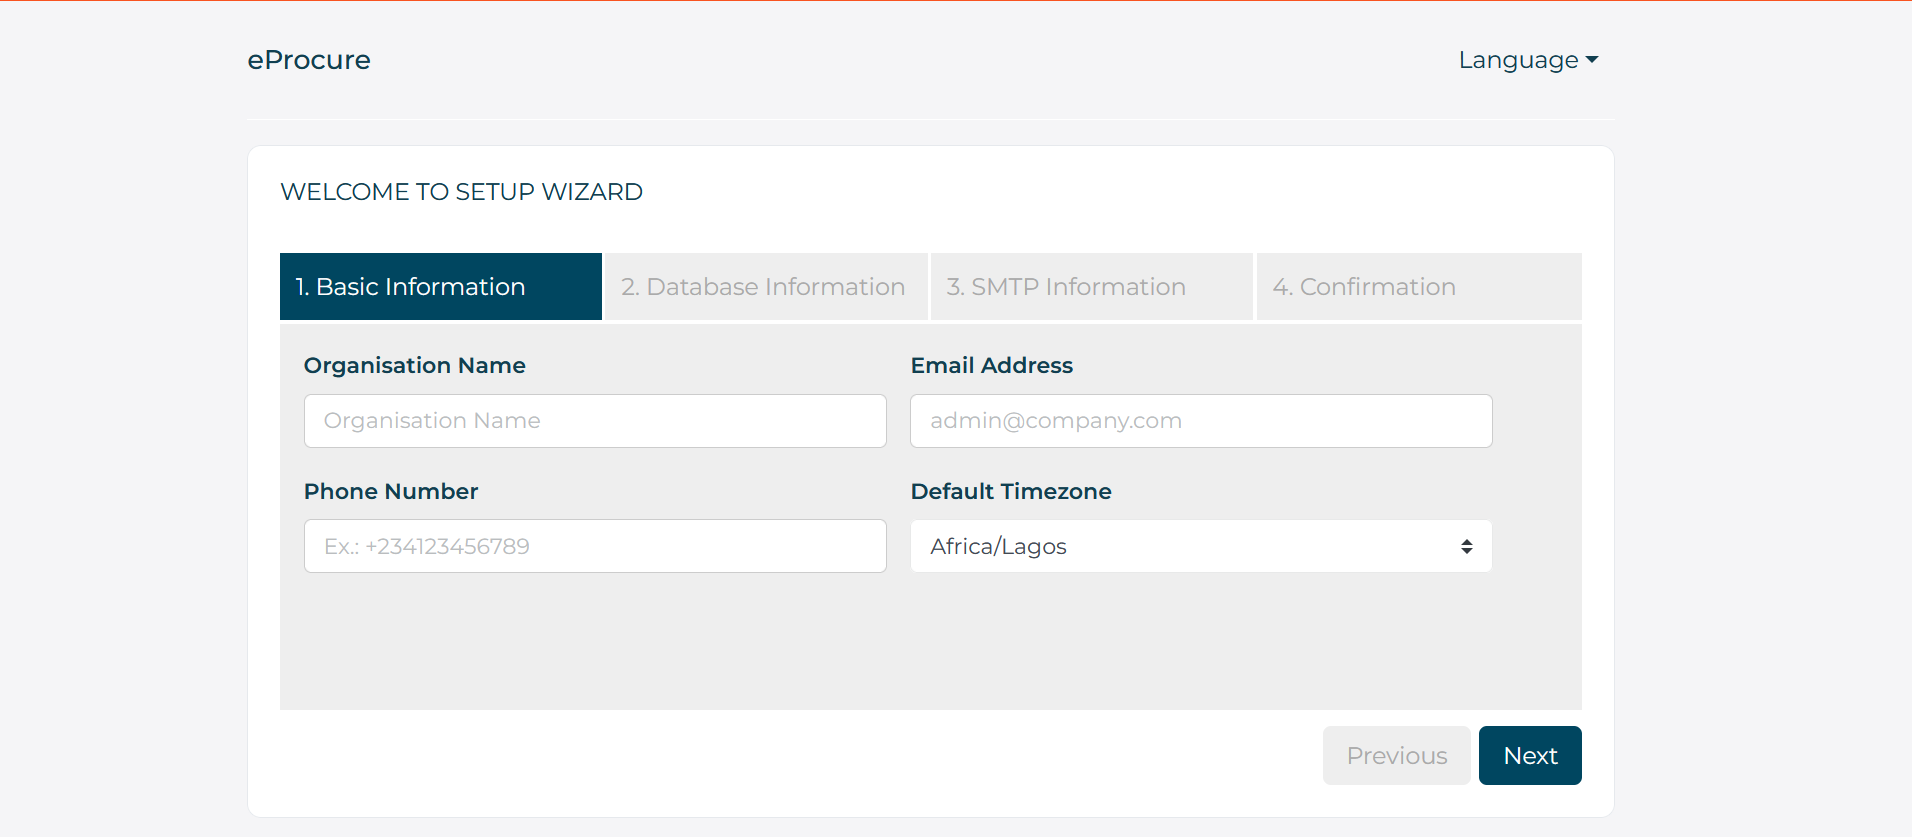 eProcure
Language
WELCOME TO SETUP WIZARD
1. Basic Information
2. Database Information
3. SMTP Information
4. Confirmation
Organisation Name
Email Address
Organisation Name
admin@company.com
Phone Number
Default Timezone
Ex.: +234123456789
Africa/Lagos
Previous
Next